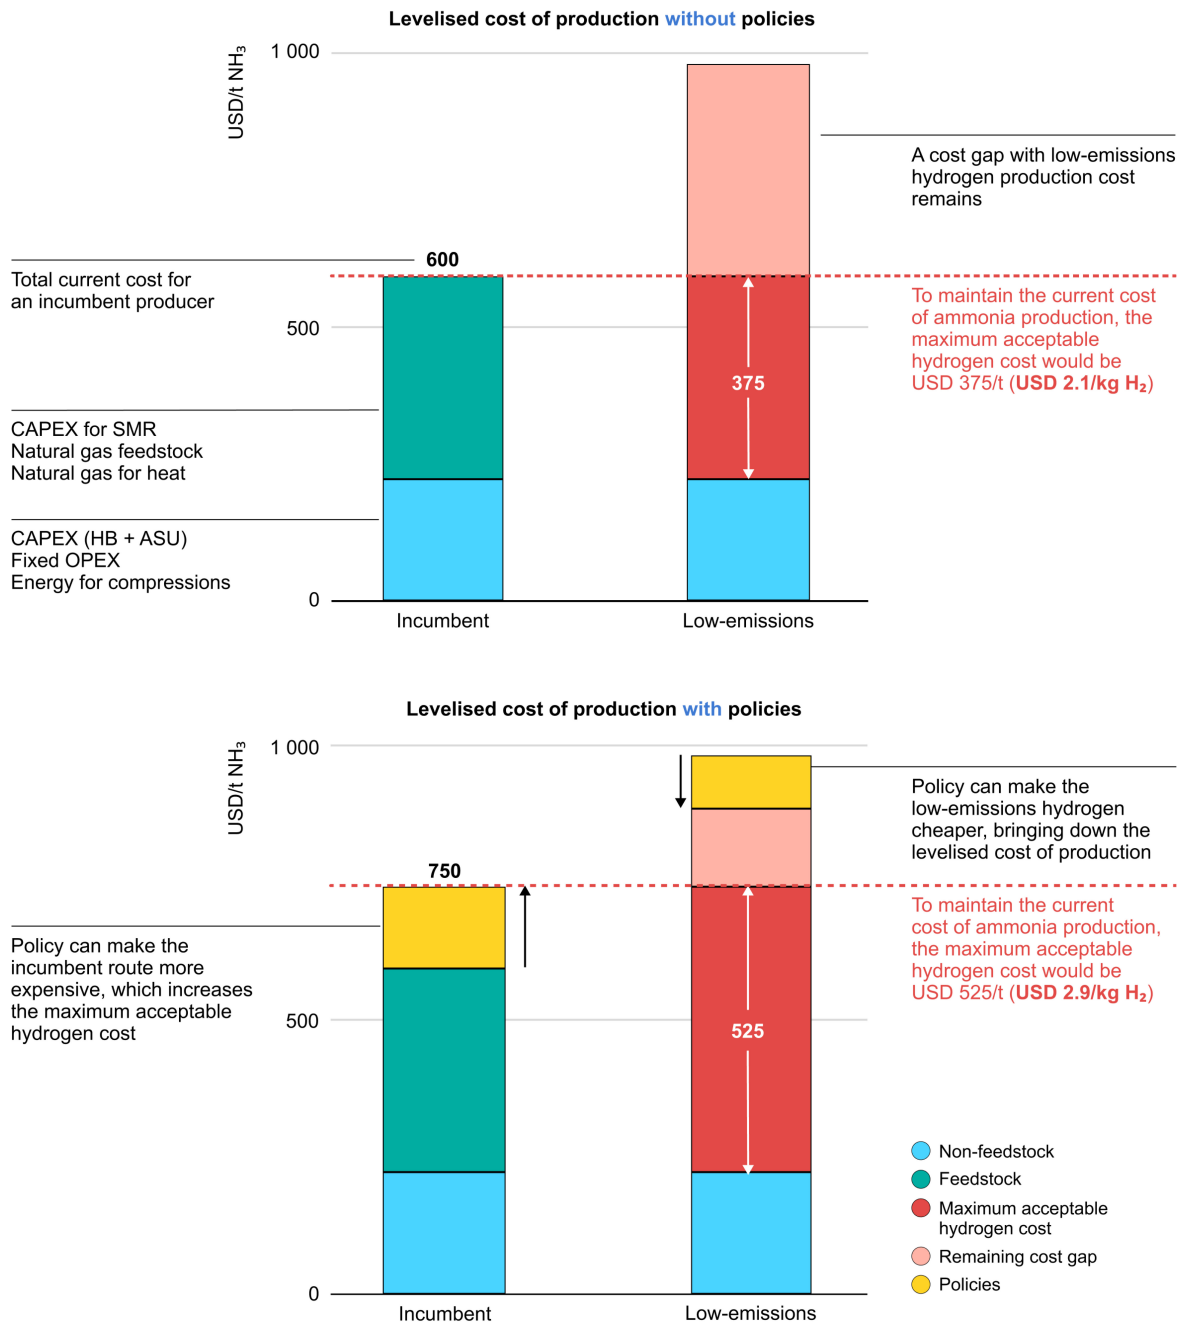 Levelised cost of production without policies
USD/t NH₃
1 000
500
0
600
375
Incumbent
Low-emissions
Total current cost for
an incumbent producer
CAPEX for SMR
Natural gas feedstock
Natural gas for heat
CAPEX (HB + ASU)
Fixed OPEX
Energy for compressions
A cost gap with low-emissions
hydrogen production cost
remains
To maintain the current cost
of ammonia production, the
maximum acceptable
hydrogen cost would be
USD 375/t (USD 2.1/kg H₂)
Levelised cost of production with policies
USD/t NH₃
1 000
500
0
750
525
Incumbent
Low-emissions
Policy can make the
incumbent route more
expensive, which increases
the maximum acceptable
hydrogen cost
Policy can make the
low-emissions hydrogen
cheaper, bringing down the
levelised cost of production
To maintain the current
cost of ammonia production,
the maximum acceptable
hydrogen cost would be
USD 525/t (USD 2.9/kg H₂)
Non-feedstock
Feedstock
Maximum acceptable
hydrogen cost
Remaining cost gap
Policies